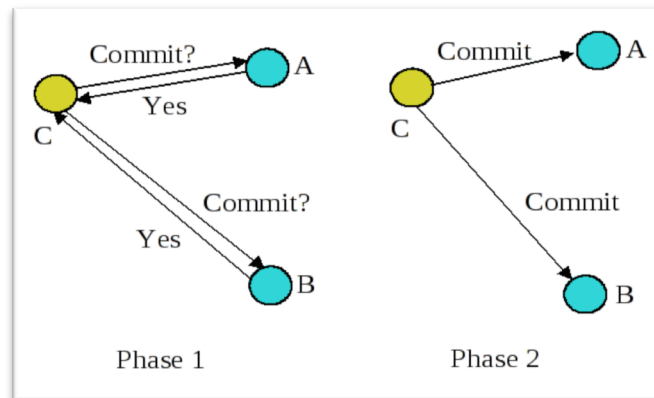 Commit?
A
Yes
C
Commit?
Yes
B
Phase 1
Commit
A
C
Commit
B
Phase 2